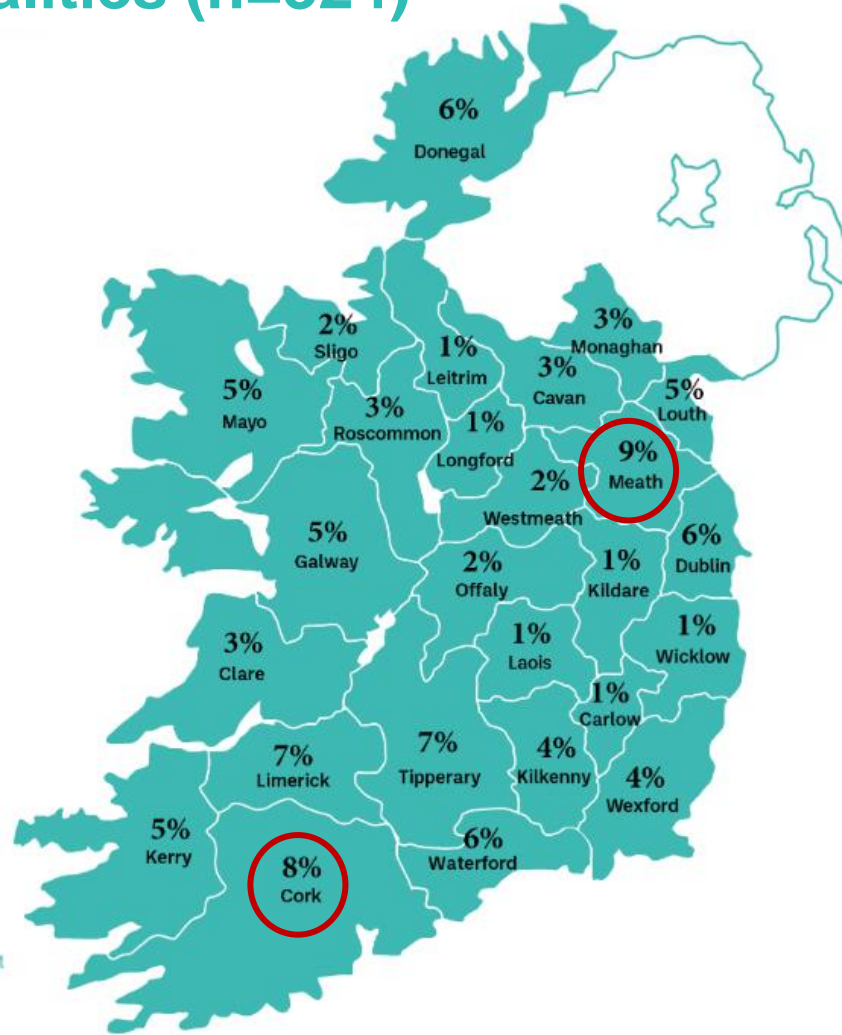 (n=
6%
Donegal
3%
Monaghan
2%
Sligo
1%
Leitrim
3%
Cavan
5%
Louth
5%
Mayo
3%
Roscommon
1%
Longford
9%
Meath
2%
Westmeath
5%
Galway
6%
Dublin
2%
Offaly
1%
Kildare
3%
Clare
1%
Laois
1%
Wicklow
1%
Carlow
7%
Limerick
7%
Tipperary
4%
Kilkenny
4%
Wexford
5%
Kerry
8%
Cork
6%
Waterford